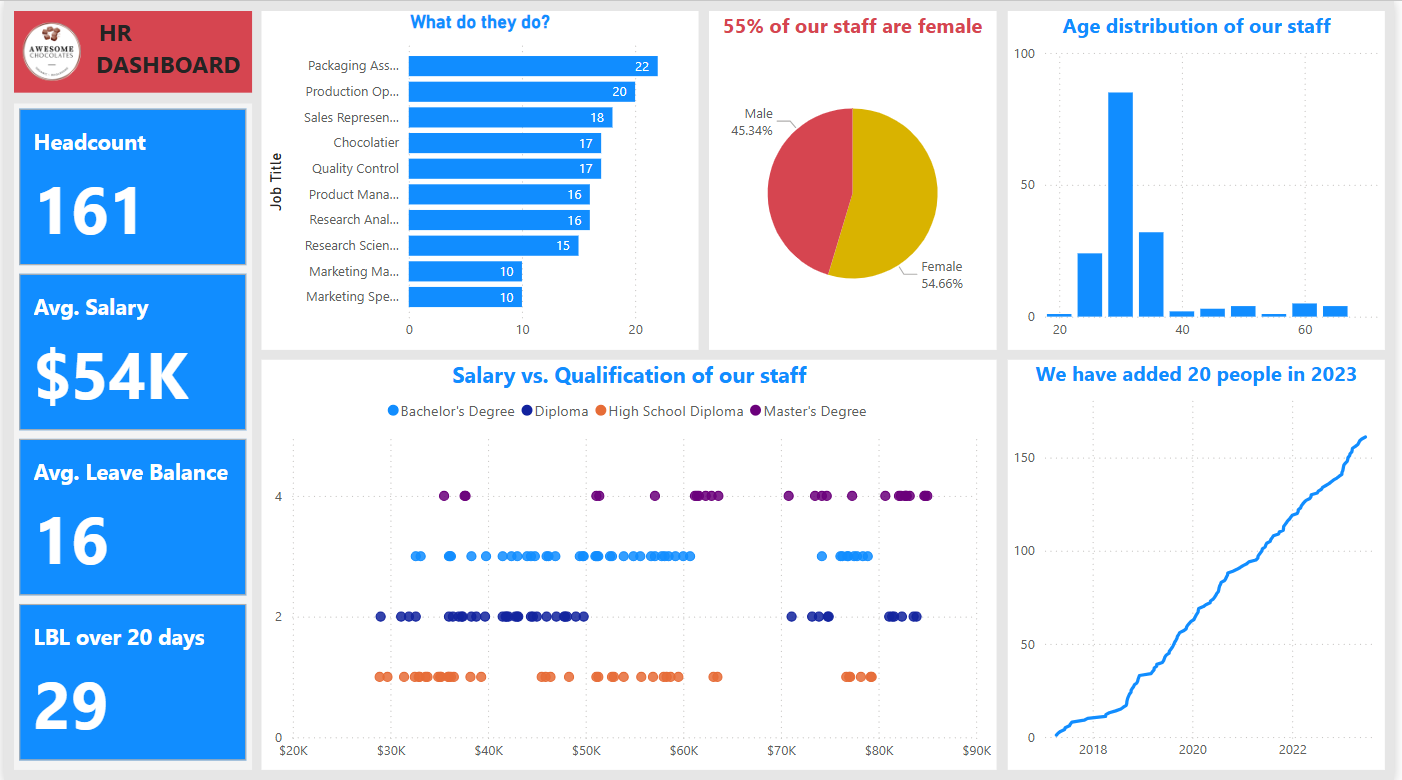 AWESOME
CHOCOLATES
HR
DASHBOARD
Headcount
161
Avg. Salary
$54K
Avg. Leave Balance
16
LBL over 20 days
29
What do they do?
Job Title
Packaging Ass...
22
Production Op...
20
Sales Represen...
18
Chocolatier
17
Quality Control
17
Product Mana...
16
Research Anal...
16
Research Scien...
15
Marketing Ma...
10
Marketing Spe...
10
0 10 20
55% of our staff are female
Male
45.34%
Female
54.66%
Age distribution of our staff
100
50
0
20 40 60
Salary vs. Qualification of our staff
Bachelor's Degree Diploma High School Diploma Master's Degree
4
2
0
$20K $30K $40K $50K $60K $70K $80K $90K
We have added 20 people in 2023
150
100
50
0
2018 2020 2022